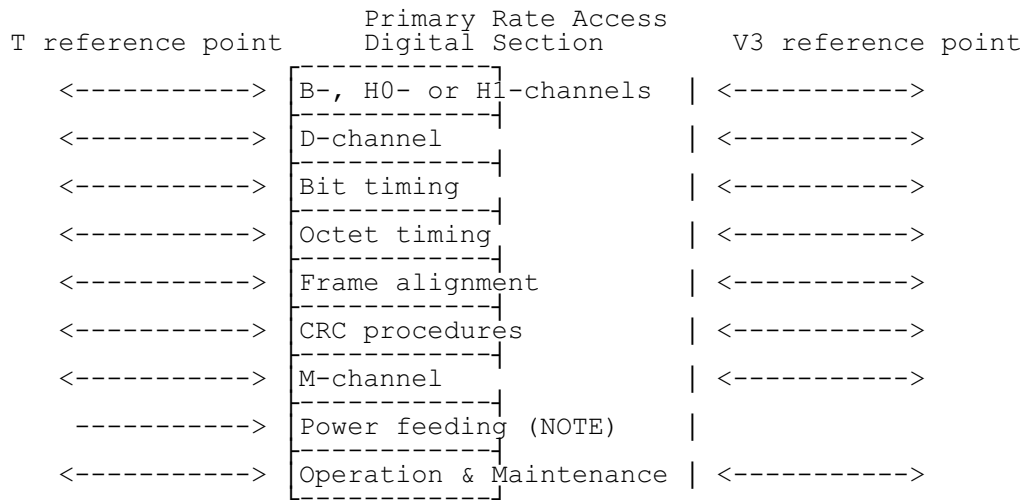 Primary Rate Access
T reference point Digital Section V3 reference point
<-----------> B-, H0- or H1-channels | <----------->
<-----------> D-channel | <----------->
<-----------> Bit timing | <----------->
<-----------> Octet timing | <----------->
<-----------> Frame alignment | <----------->
<-----------> CRC procedures | <----------->
<-----------> M-channel | <----------->
-----------> Power feeding (NOTE) |
<-----------> Operation & Maintenance | <----------->